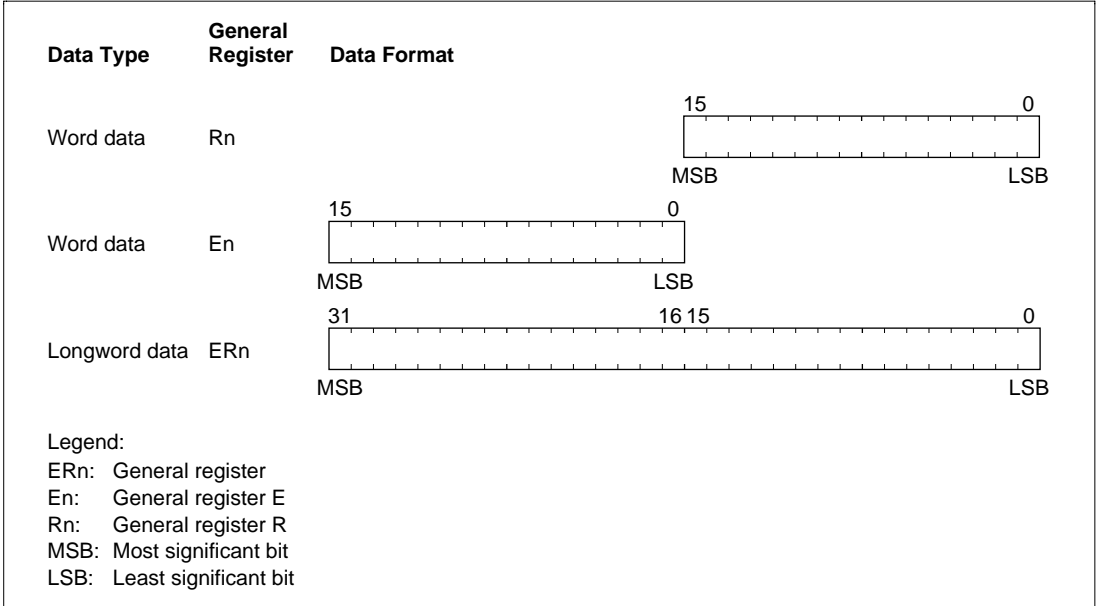 General
Data Type Register Data Format
15 0
Word data Rn
MSB LSB
15 0
Word data En
MSB LSB
31 16 15 0
Longword data ERn
MSB LSB
Legend:
ERn: General register
En: General register E
Rn: General register R
MSB: Most significant bit
LSB: Least significant bit